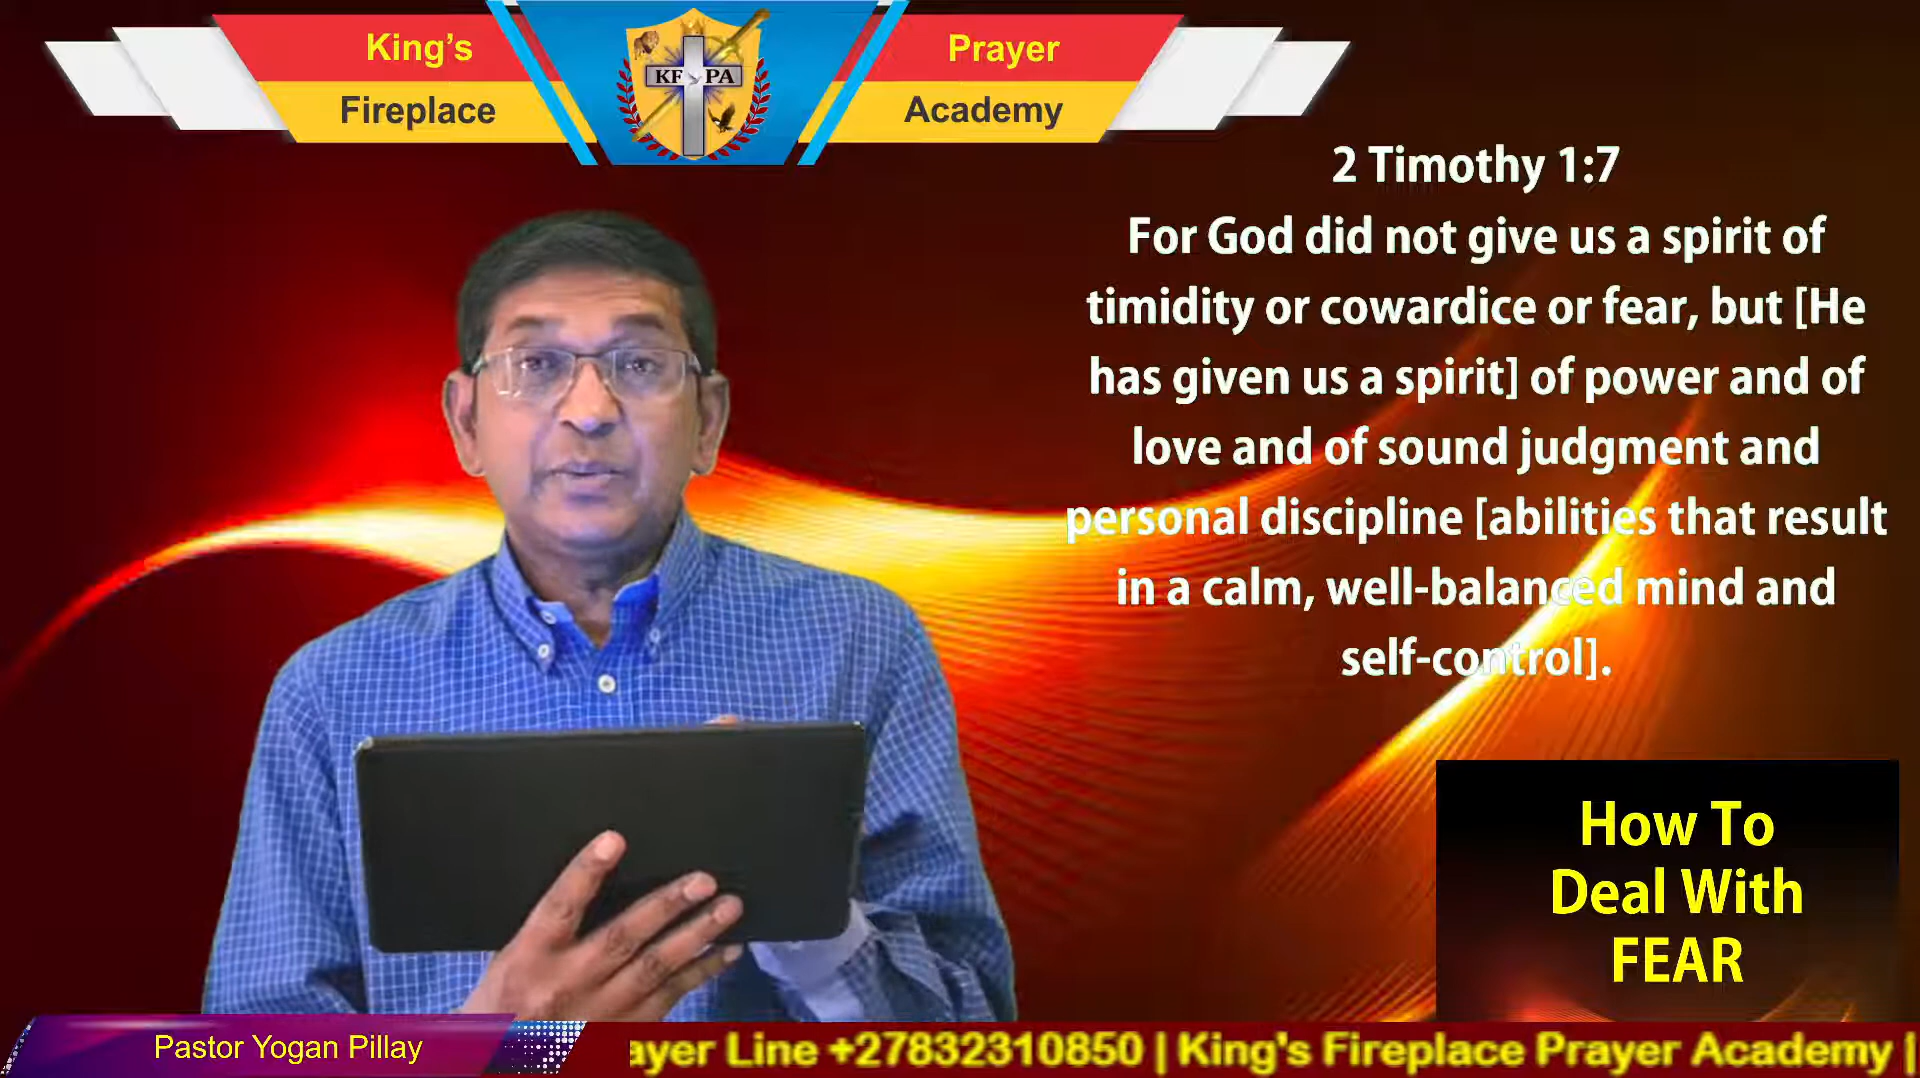 King's
Fireplace
KF PA
Prayer
Academy
2 Timothy 1:7
For God did not give us a spirit of
timidity or cowardice or fear, but [He
has given us a spirit] of power and of
love and of sound judgment and
personal discipline [abilities that result
in a calm, well-balanced mind and
self-control].
How To
Deal With
FEAR
Pastor Yogan Pillay
ayer Line +27832310850 | King's Fireplace Prayer Academy |